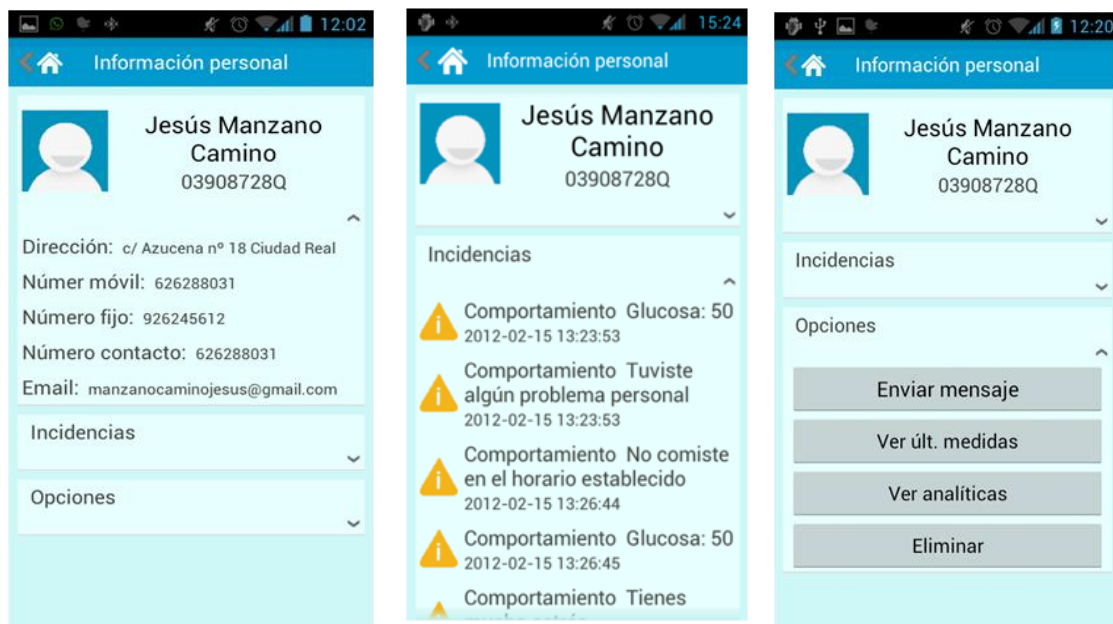 12:02
Información personal
Jesús Manzano
Camino
03908728Q
Dirección: c/ Azucena nº 18 Ciudad Real
Númer móvil: 626288031
Número fijo: 926245612
Número contacto: 626288031
Email: manzanocaminojesus@gmail.com
Incidencias
Opciones
15:24
Información personal
Jesús Manzano
Camino
03908728Q
Incidencias
Comportamiento Glucosa: 50
2012-02-15 13:23:53
Comportamiento Tuviste
algún problema personal
2012-02-15 13:23:53
Comportamiento No comiste
en el horario establecido
2012-02-15 13:26:44
Comportamiento Glucosa: 50
2012-02-15 13:26:45
Comportamiento Tienes
12:20
Información personal
Jesús Manzano
Camino
03908728Q
Incidencias
Opciones
Enviar mensaje
Ver últ. medidas
Ver analíticas
Eliminar